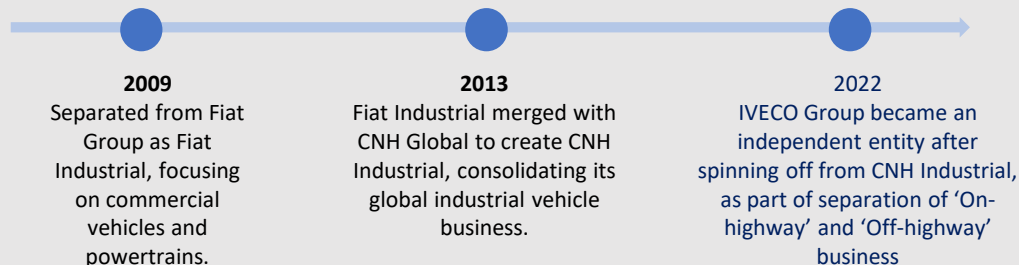 2009
Separated from Fiat
Group as Fiat
Industrial, focusing
on commercial
vehicles and
powertrains.
2013
Fiat Industrial merged with
CNH Global to create CNH
Industrial, consolidating its
global industrial vehicle
business.
2022
IVECO Group became an
independent entity after
spinning off from CNH Industrial,
as part of separation of ‘On-
highway’ and ‘Off-highway’
business